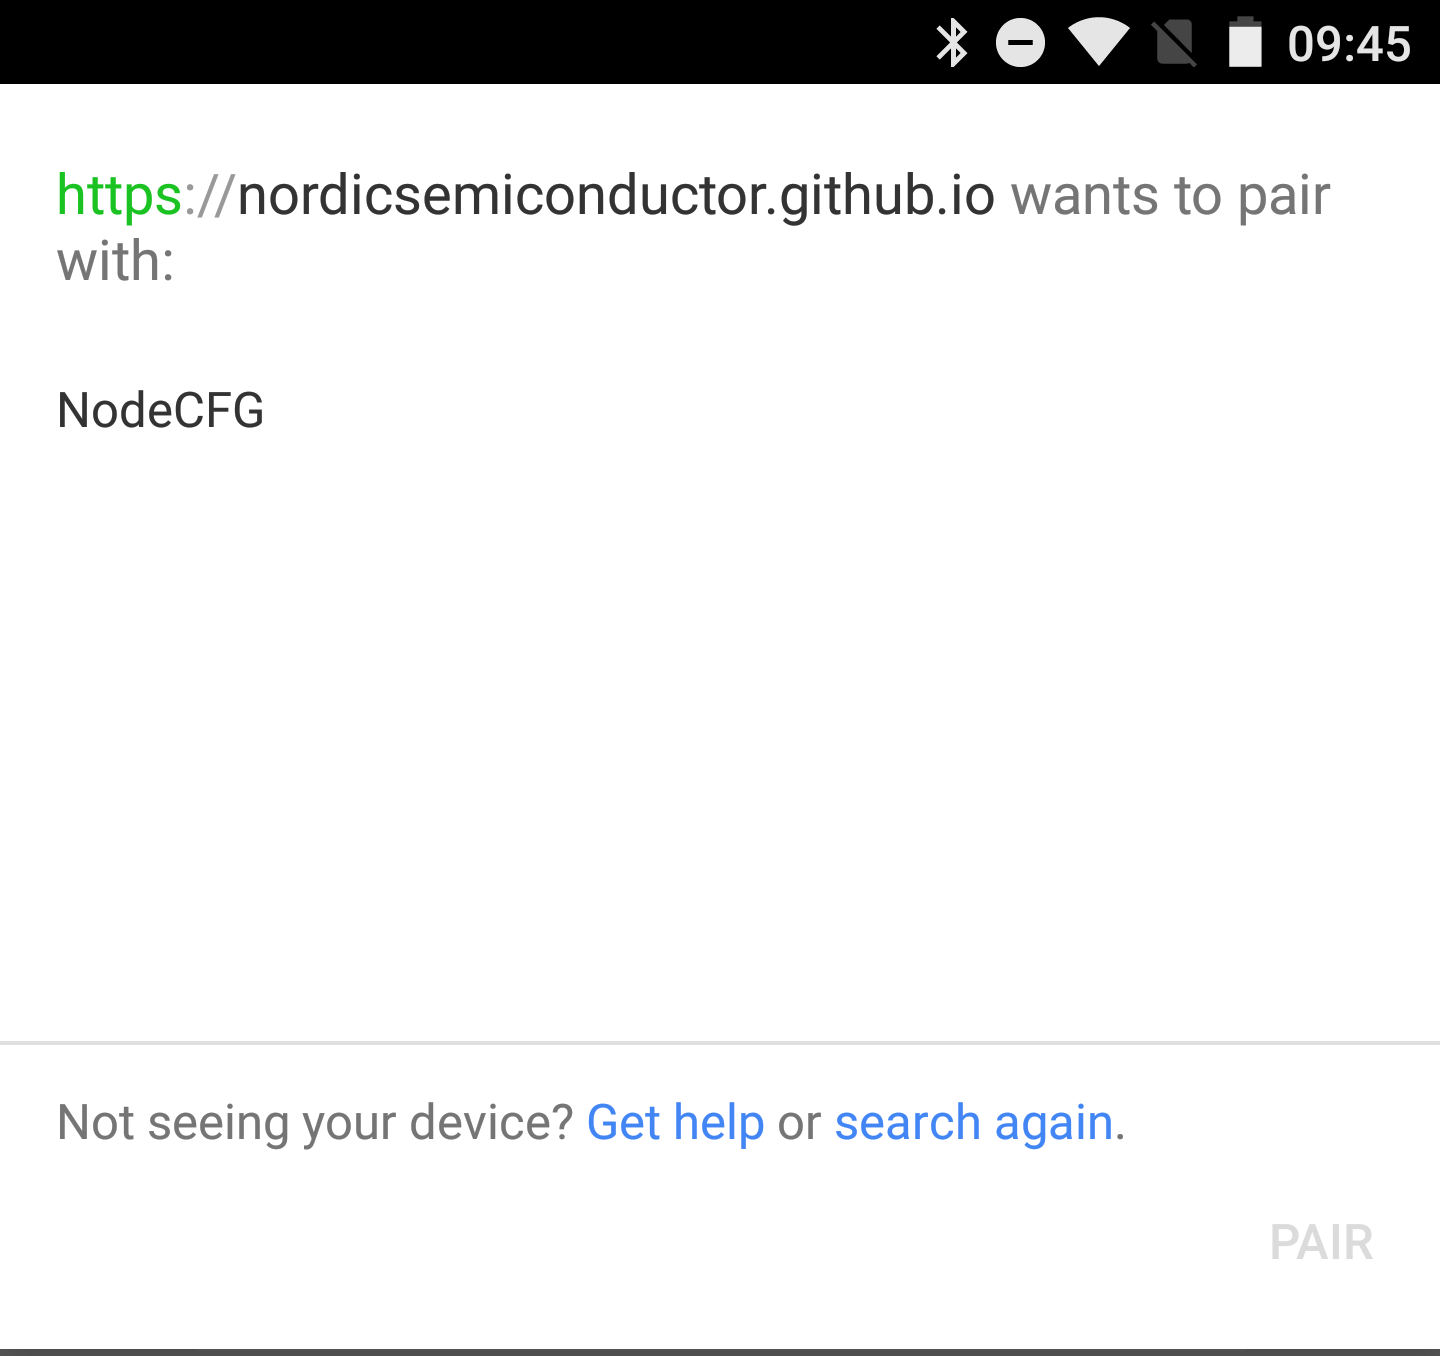 09:45
https://nordicsemiconductor.github.io wants to pair
with:
NodeCFG
Not seeing your device? Get help or search again.
PAIR